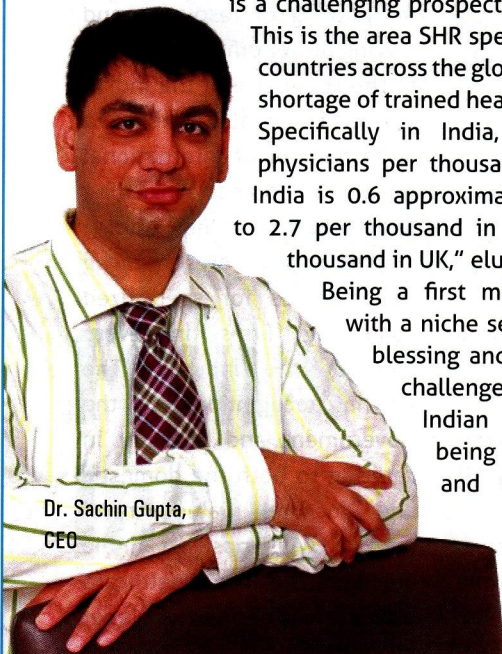 is a challenging prospect
This is the area SHR spe
countries across the glo
shortage of trained hea
Specifically in India,
physicians per thousa
India is 0.6 approxima
to 2.7 per thousand in
thousand in UK,” elu
Being a first m
with a niche se
blessing and
challenge
Indian
being
and
Dr. Sachin Gupta,
CEO